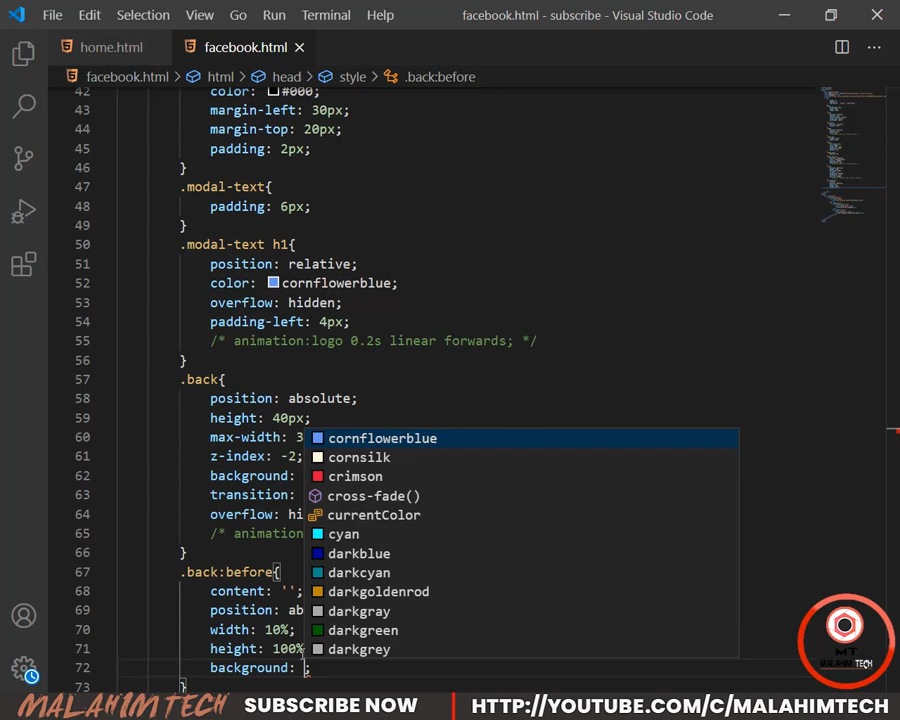 File Edit Selection View Go Run Terminal Help facebook.html - subscribe - Visual Studio Code
home.html facebook.html
facebook.html > html > head > style > .back:before
42 color: #000;
43 margin-left: 30px;
44 margin-top: 20px;
45 padding: 2px;
46 }
47 .modal-text{
48 padding: 6px;
49 }
50 .modal-text h1{
51 position: relative;
52 color: cornflowerblue;
53 overflow: hidden;
54 padding-left: 4px;
55 /* animation:logo 0.2s linear forwards; */
56 }
57 .back{
58 position: absolute;
59 height: 40px;
60 max-width: 3
61 z-index: -2;
62 background:
63 transition:
64 overflow: hi
65 /* animation
66 }
67 .back:before{
68 content: '';
69 position: ab
70 width: 10%;
71 height: 100%
72 background: ;
73 }
cornflowerblue
cornsilk
crimson
cross-fade()
currentColor
cyan
darkblue
darkcyan
darkgoldenrod
darkgray
darkgreen
darkgrey
MT
MALAHIM TECH
MALAHIMTECH SUBSCRIBE NOW HTTP://YOUTUBE.COM/C/MALAHIMTECH